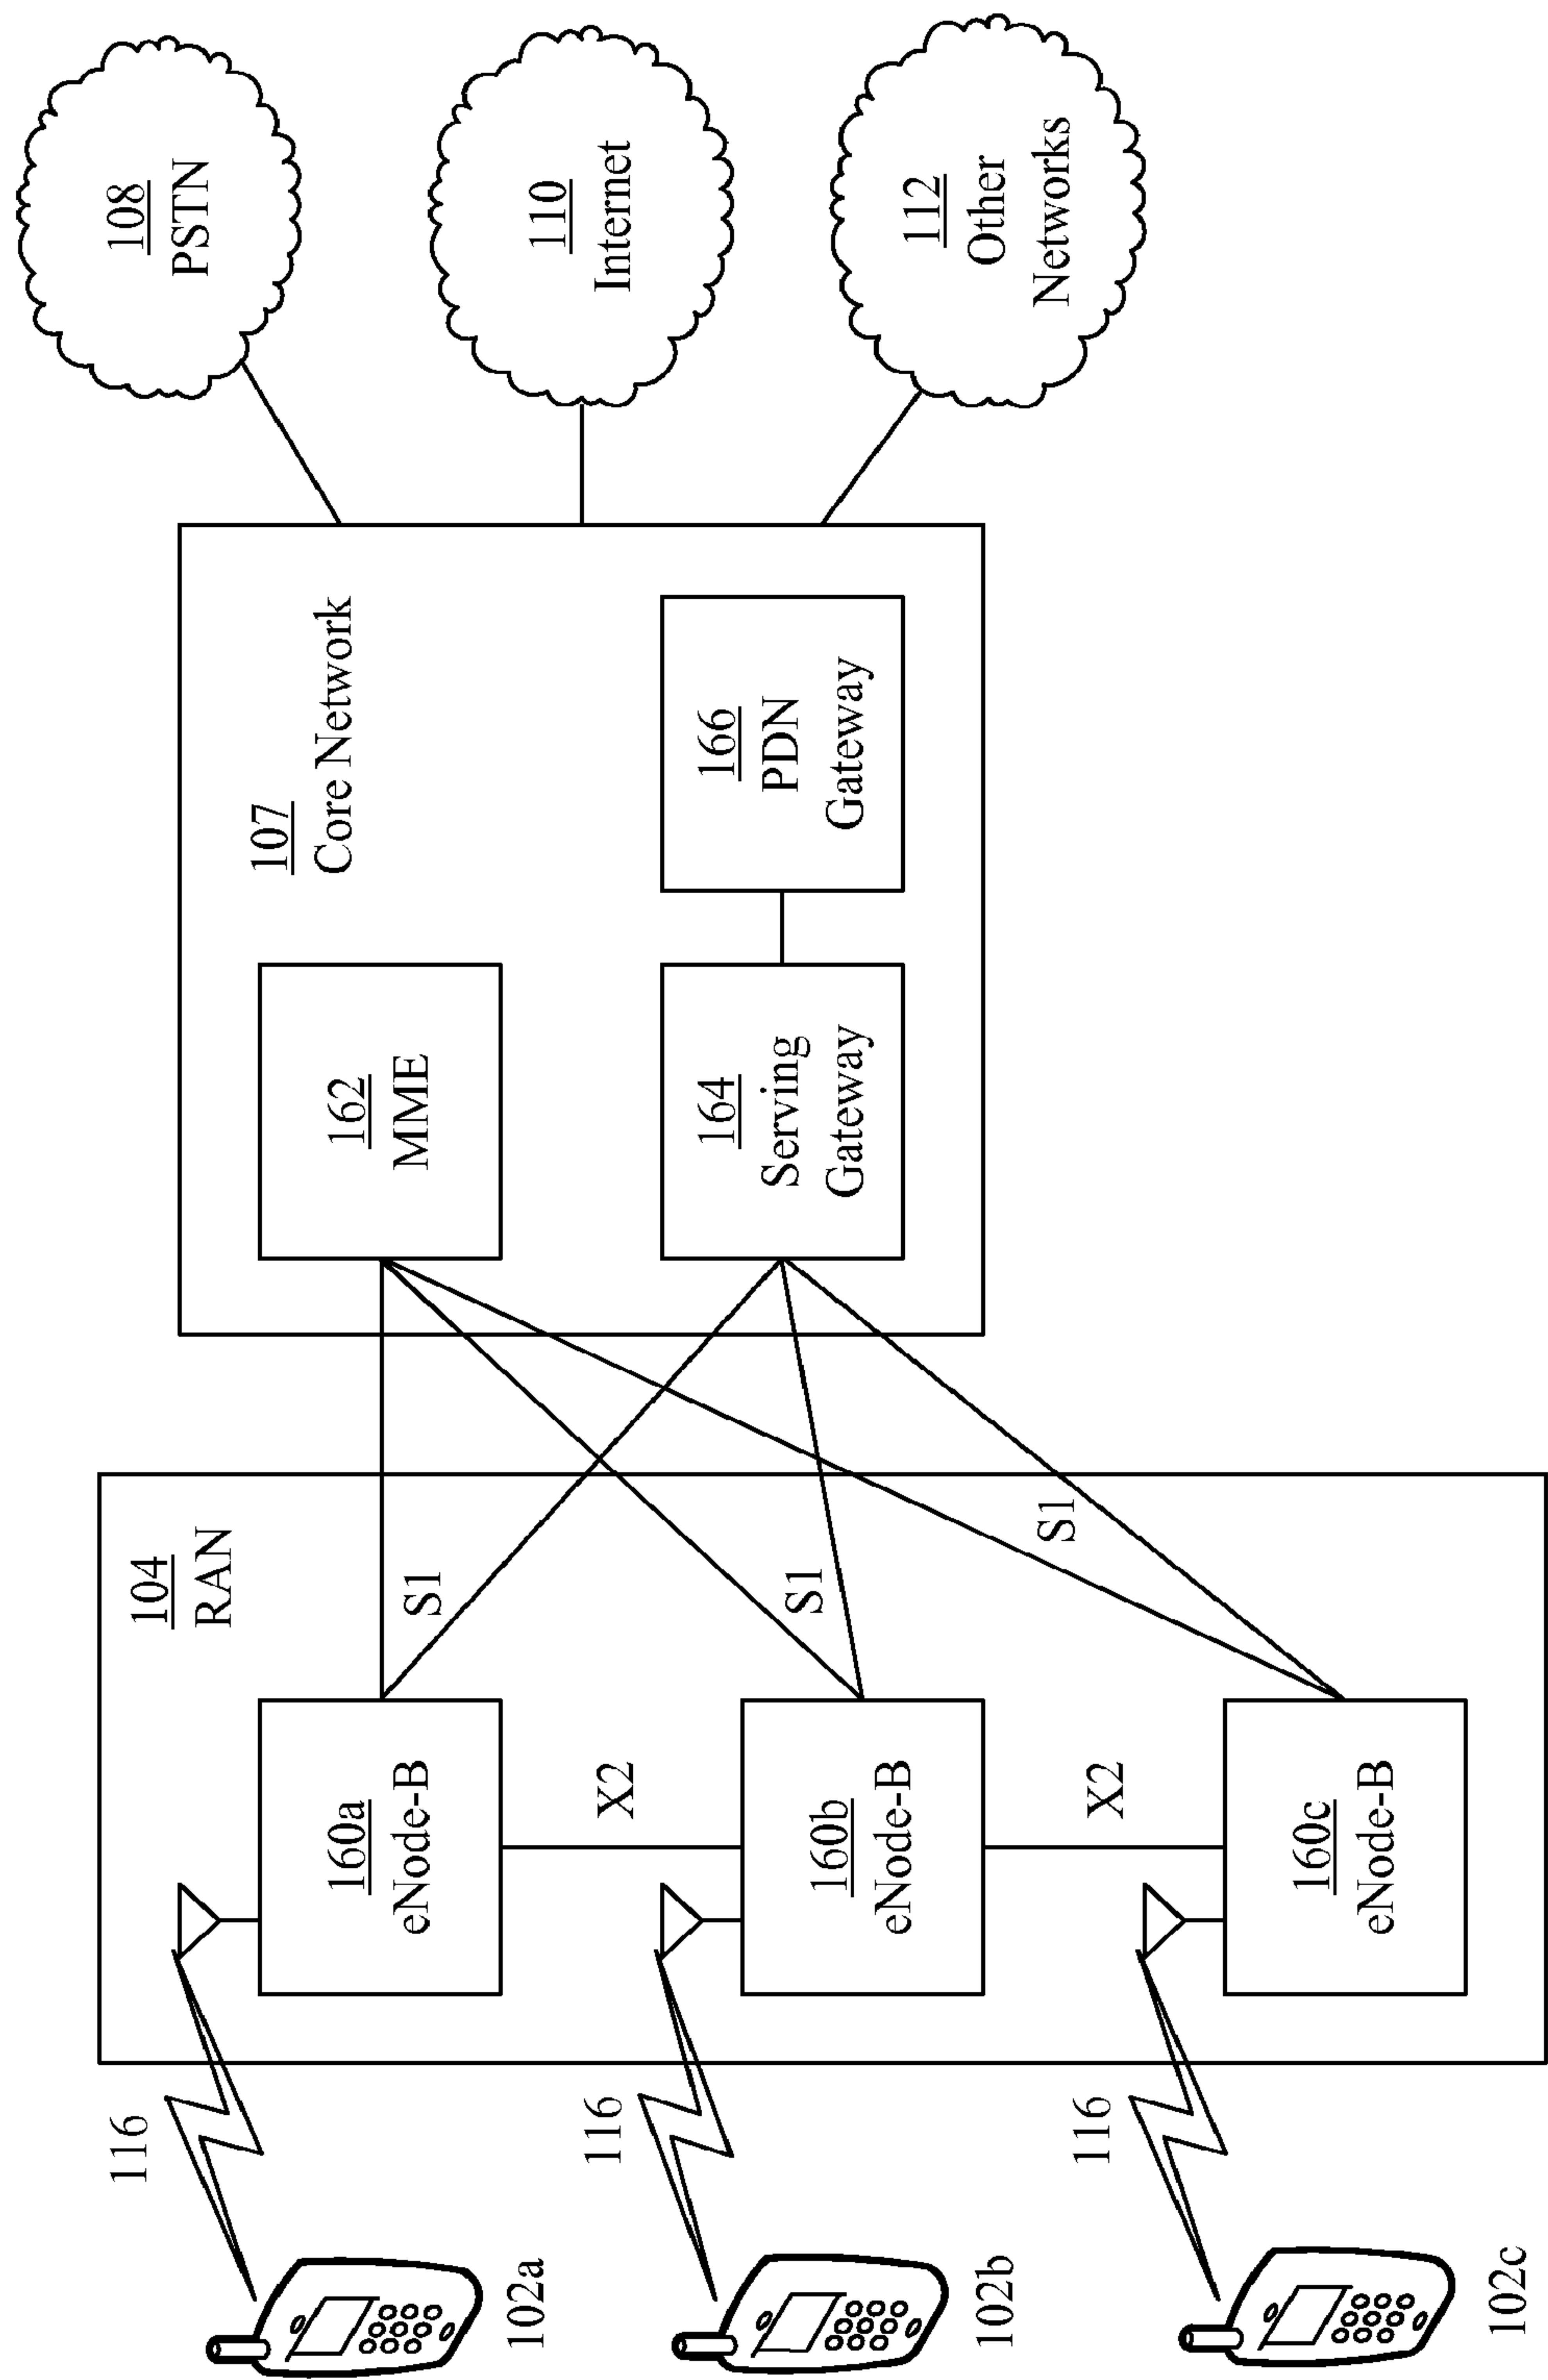 116
102a
116
102b
116
102c
104
RAN
160a
eNode-B
X2
160b
eNode-B
X2
160c
eNode-B
S1
S1
S1
107
Core Network
162
MME
164
Serving
Gateway
166
PDN
Gateway
108
PSTN
110
Internet
112
Other
Networks